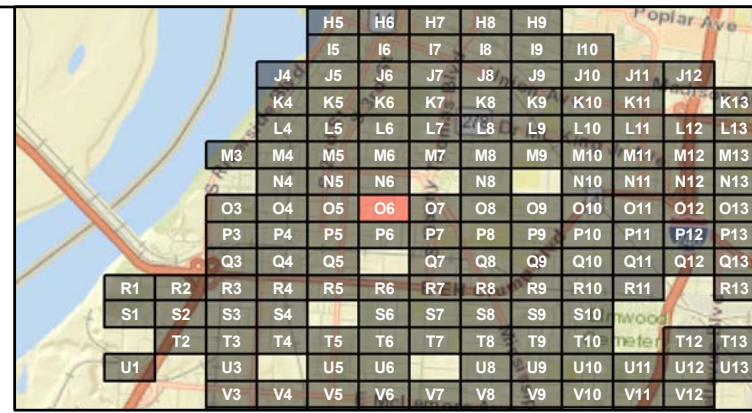 H5 H6 H7 H8 H9 Poplar Ave
I5 I6 I7 I8 I9 I10
J4 J5 J6 J7 J8 J9 J10 J11 J12
K4 K5 K6 K7 K8 K9 K10 K11 K13
L4 L5 L6 L7 L8 L9 L10 L11 L12 L13
M3 M4 M5 M6 M7 M8 M9 M10 M11 M12 M13
N4 N5 N6 N8 N10 N11 N12 N13
O3 O4 O5 O6 O7 O8 O9 O10 O11 O12 O13
P3 P4 P5 P6 P7 P8 P9 P10 P11 P12 P13
Q3 Q4 Q5 Q7 Q8 Q9 Q10 Q11 Q12 Q13
R1 R2 R3 R4 R5 R6 R7 R8 R9 R10 R11 R13
S1 S2 S3 S4 S6 S7 S8 S9 S10
T2 T3 T4 T5 T6 T7 T8 T9 T10 T12 T13
U1 U3 U5 U6 U8 U9 U10 U11 U12 U13
V3 V4 V5 V6 V7 V8 V9 V10 V11 V12